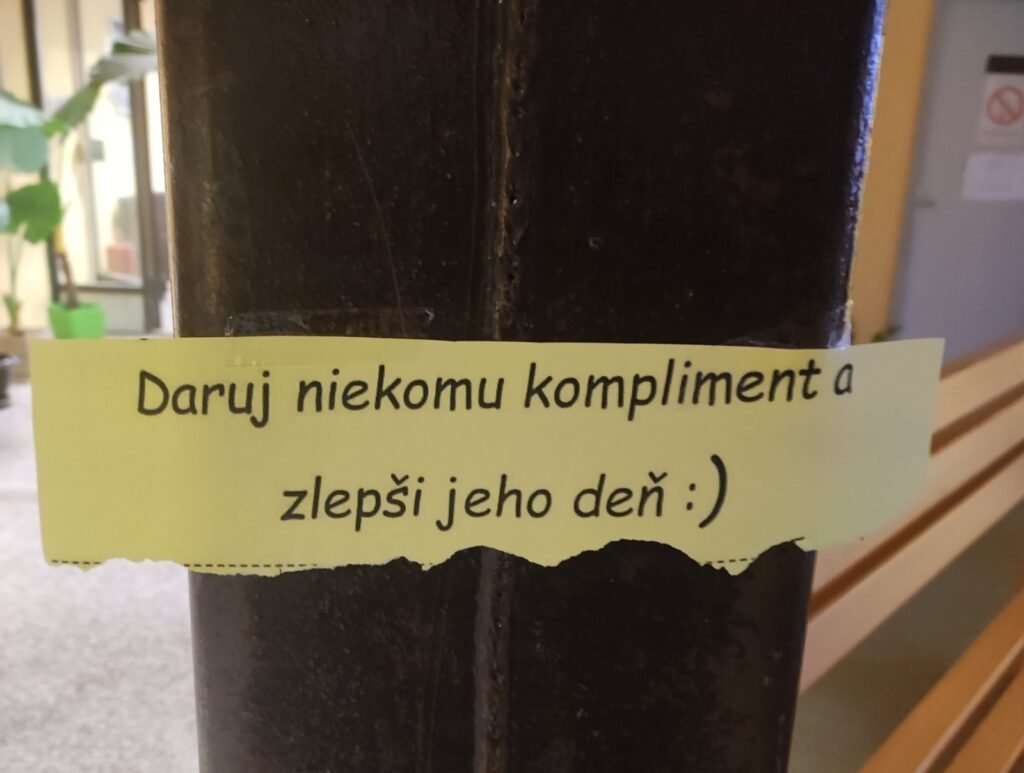 Daruj niekomu kompliment a
zlepši jeho deň :)